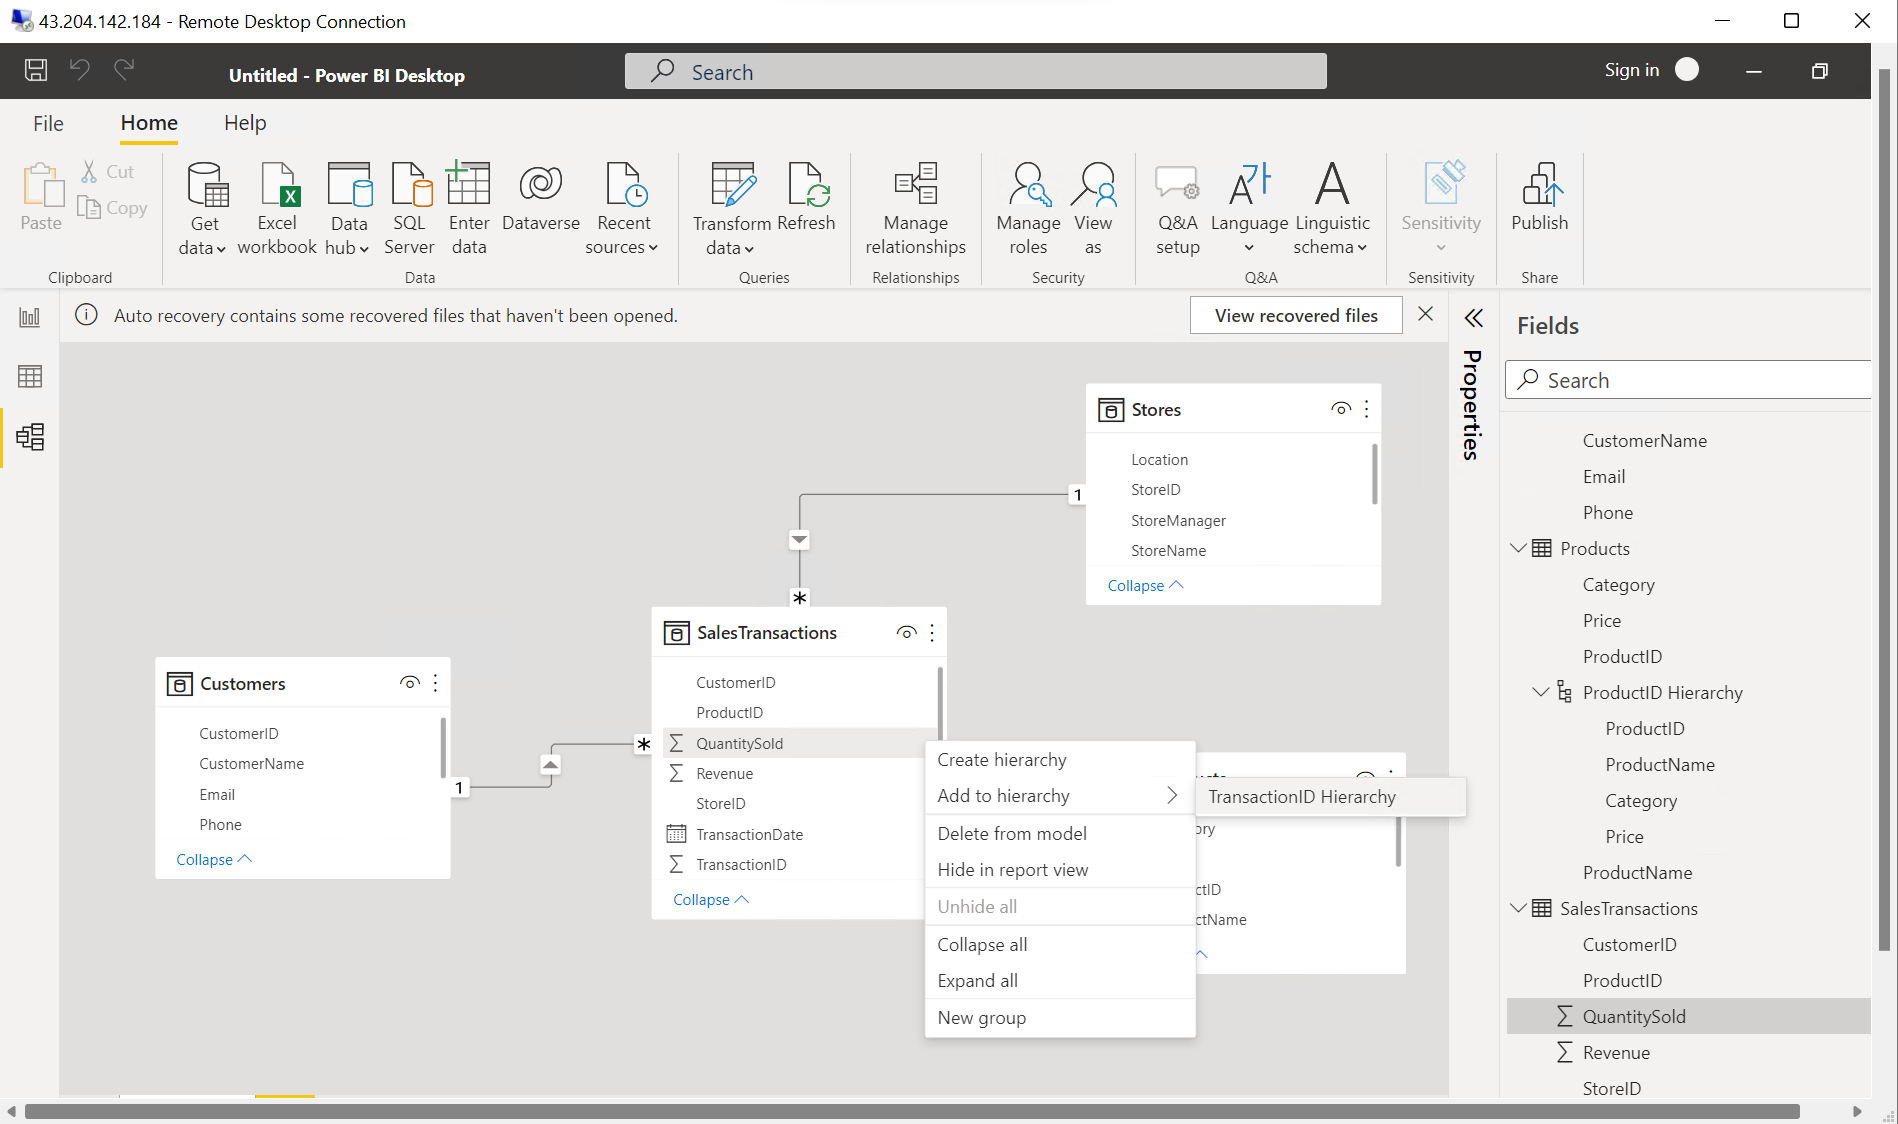 43.204.142.184 - Remote Desktop Connection
Untitled - Power BI Desktop
Search
Sign in
File
Home
Help
Paste
Cut
Copy
Clipboard
Get data
Excel workbook
Data hub
SQL Server
Enter data
Dataverse
Recent sources
Data
Transform data
Refresh
Queries
Manage relationships
Relationships
Manage roles
View as
Security
Q&A setup
Language
Linguistic schema
Q&A
Sensitivity
Sensitivity
Publish
Share
Auto recovery contains some recovered files that haven't been opened.
View recovered files
Stores
Location
StoreID
StoreManager
StoreName
Collapse
1
*
SalesTransactions
CustomerID
ProductID
QuantitySold
Revenue
StoreID
TransactionDate
TransactionID
Collapse
Customers
CustomerID
CustomerName
Email
Phone
Collapse
1
*
Create hierarchy
Add to hierarchy
Delete from model
Hide in report view
Unhide all
Collapse all
Expand all
New group
TransactionID Hierarchy
ory
ctID
ctName
Properties
Fields
Search
CustomerName
Email
Phone
Products
Category
Price
ProductID
ProductID Hierarchy
ProductID
ProductName
Category
Price
ProductName
SalesTransactions
CustomerID
ProductID
QuantitySold
Revenue
StoreID